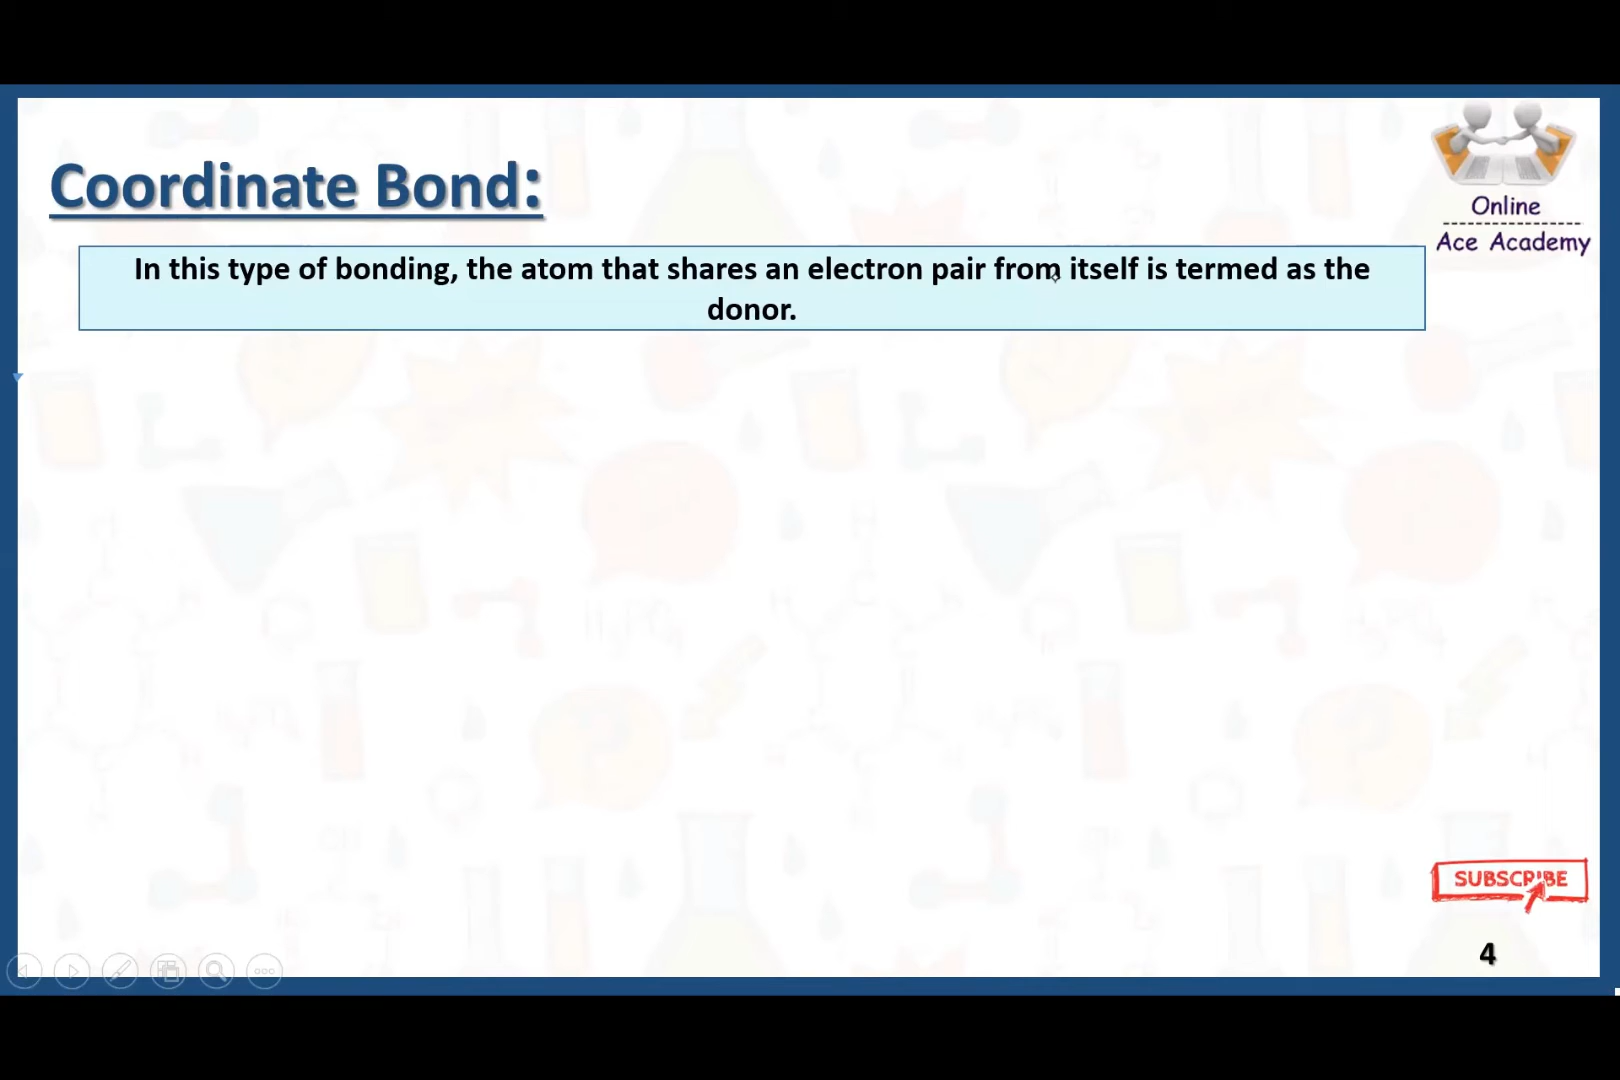 Coordinate Bond:
Online
Ace Academy
In this type of bonding, the atom that shares an electron pair from itself is termed as the
donor.
H₃PO₄
SUBSCRIBE
4